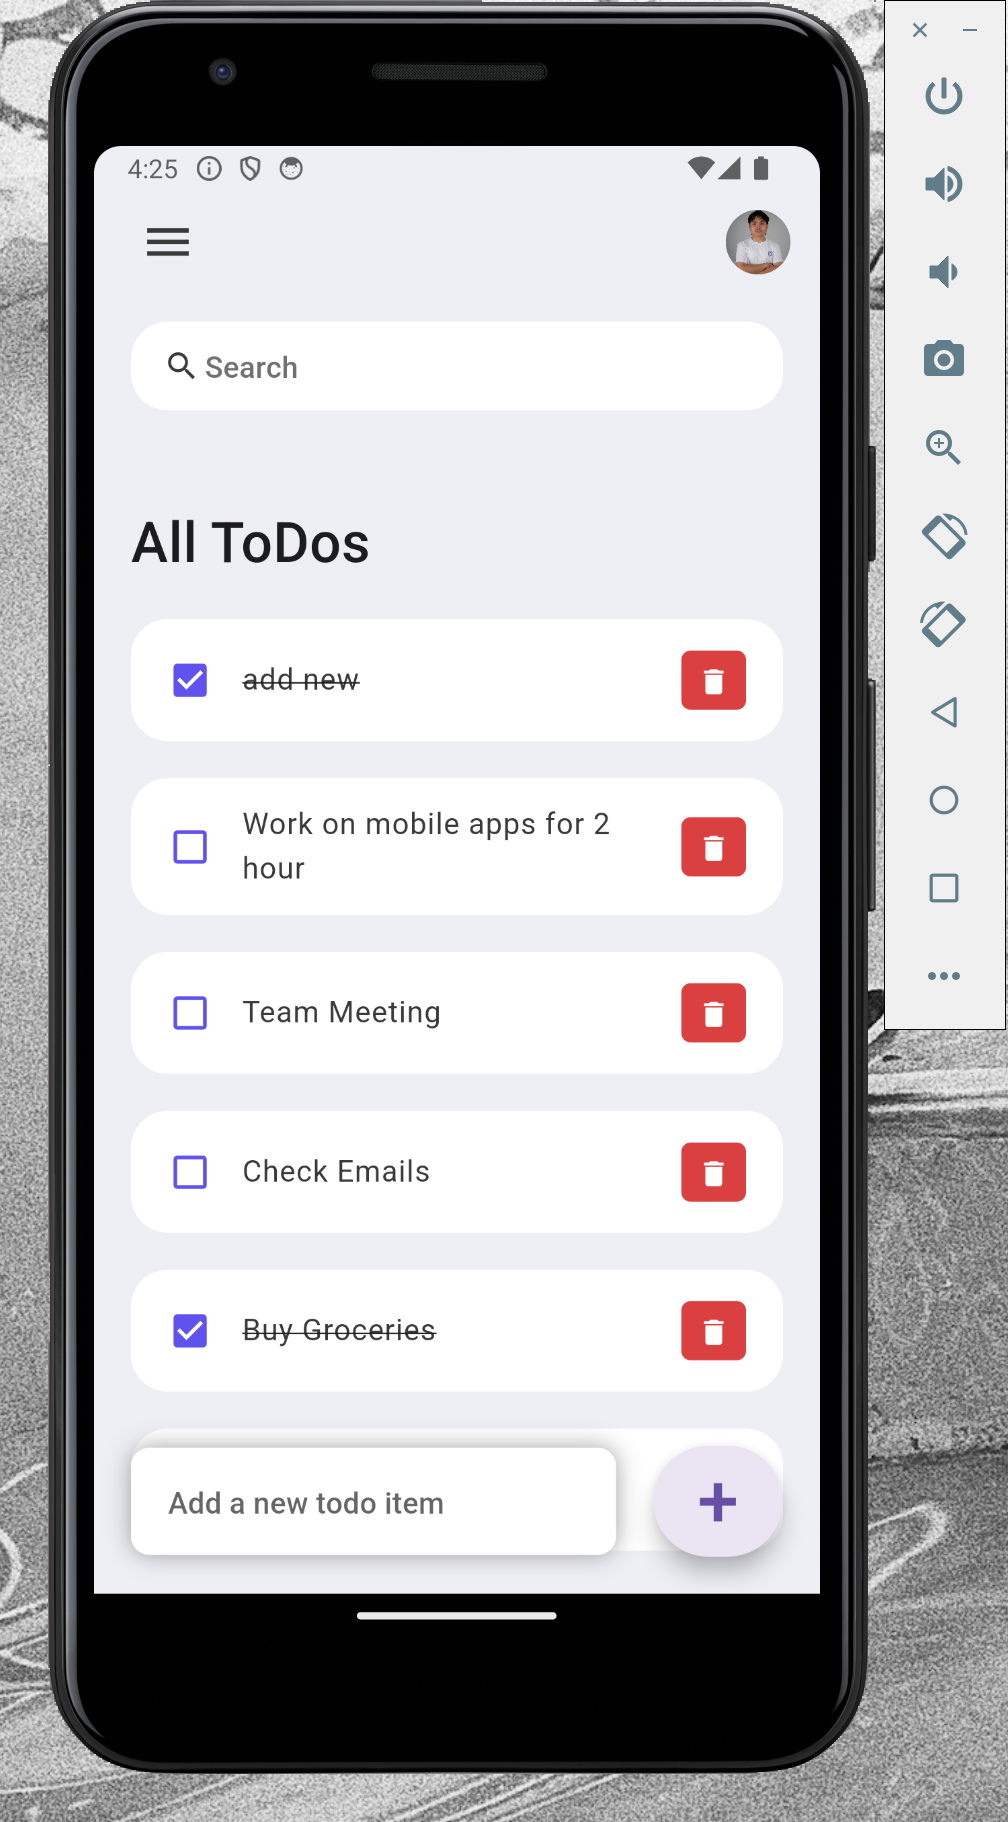 4:25
Search
All ToDos
add new
Work on mobile apps for 2
hour
Team Meeting
Check Emails
Buy Groceries
Add a new todo item